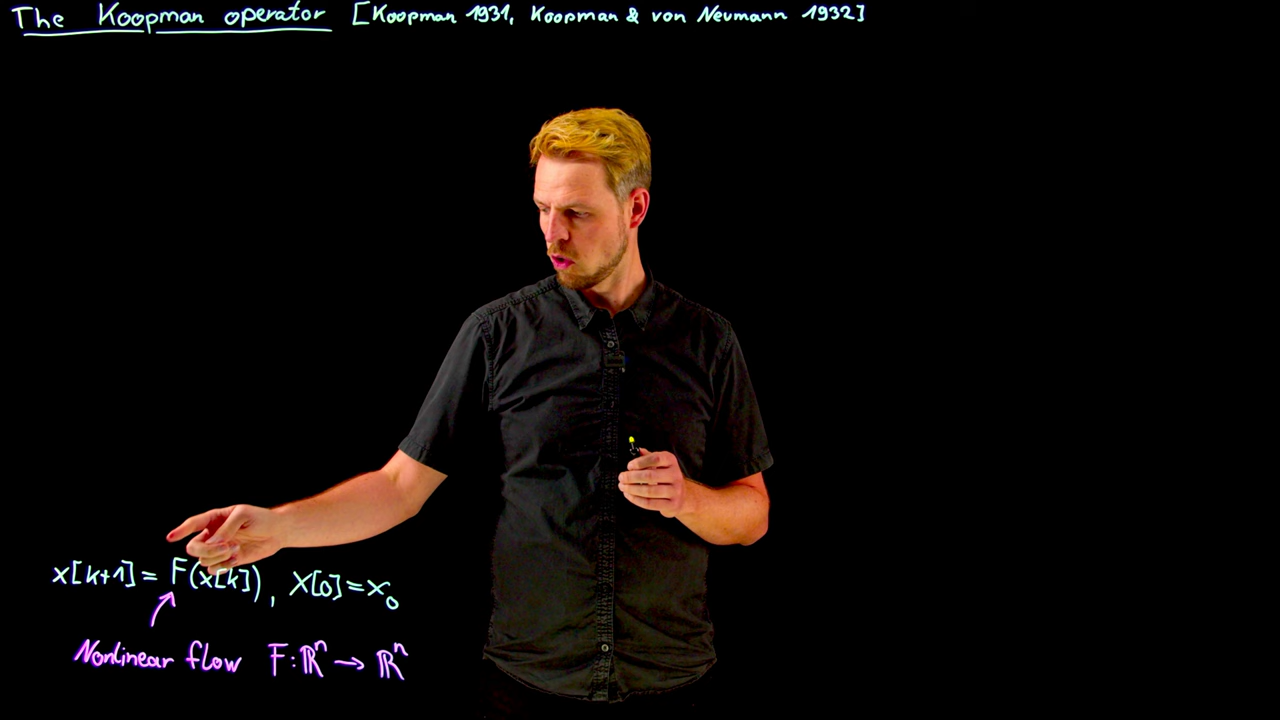 The Koopman operator [Koopman 1931, Koopman & von Neumann 1932]
x[k+1] = F(x[k]), x[0] = x₀
Nonlinear flow F: ℝⁿ → ℝⁿ